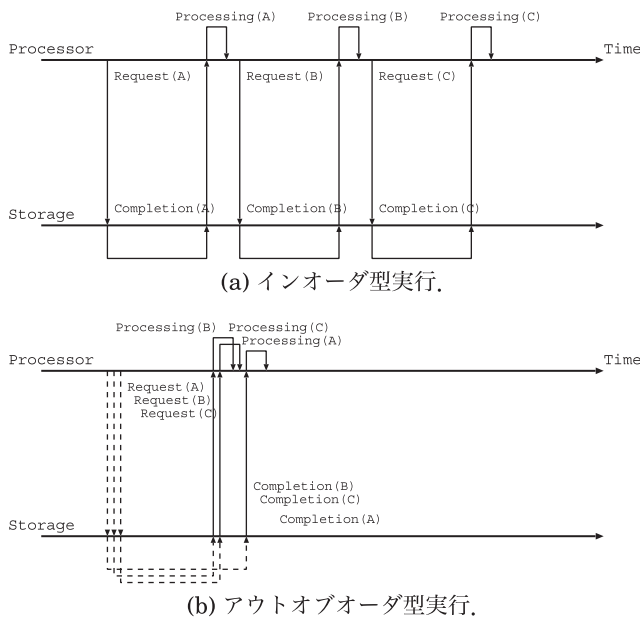 Processing(A) Processing(B) Processing(C)
Processor Time
Request(A) Request(B) Request(C)
Completion(A) Completion(B) Completion(C)
Storage
(a) インオーダ型実行.
Processing(B) Processing(C)
Processing(A)
Processor Time
Request(A)
Request(B)
Request(C)
Completion(B)
Completion(C)
Completion(A)
Storage
(b) アウトオブオーダ型実行.